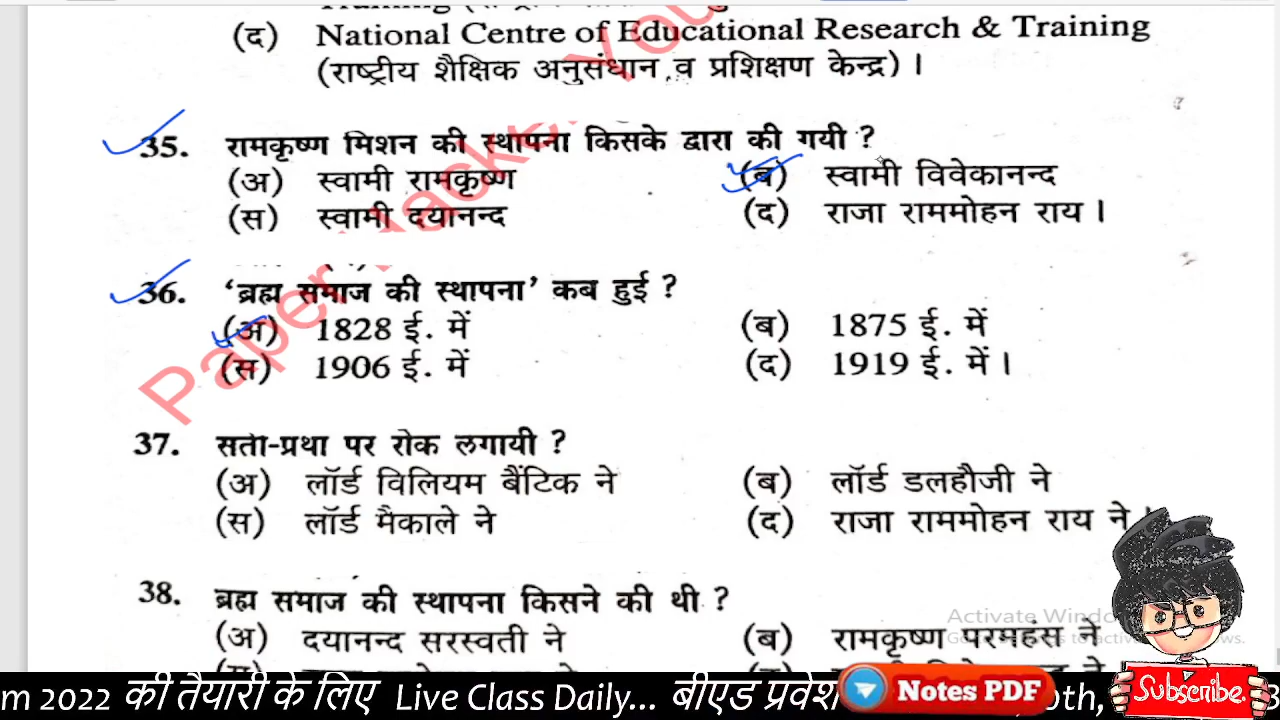 (द) National Centre of Educational Research & Training
(राष्ट्रीय शैक्षिक अनुसंधान व प्रशिक्षण केन्द्र)।
35. रामकृष्ण मिशन की स्थापना किसके द्वारा की गयी ?
(अ) स्वामी रामकृष्ण (ब) स्वामी विवेकानन्द
(स) स्वामी दयानन्द (द) राजा राममोहन राय।
36. ‘ब्रह्म समाज की स्थापना’ कब हुई ?
(अ) 1828 ई. में (ब) 1875 ई. में
(स) 1906 ई. में (द) 1919 ई. में।
37. सती-प्रथा पर रोक लगायी ?
(अ) लॉर्ड विलियम बैंटिक ने (ब) लॉर्ड डलहौजी ने
(स) लॉर्ड मैकाले ने (द) राजा राममोहन राय ने।
38. ब्रह्म समाज की स्थापना किसने की थी ?
(अ) दयानन्द सरस्वती ने (ब) रामकृष्ण परमहंस ने
Paper
Activate
m 2022 की तैयारी के लिए Live Class Daily... बीएड प्रवेश
Notes PDF
Subscribe